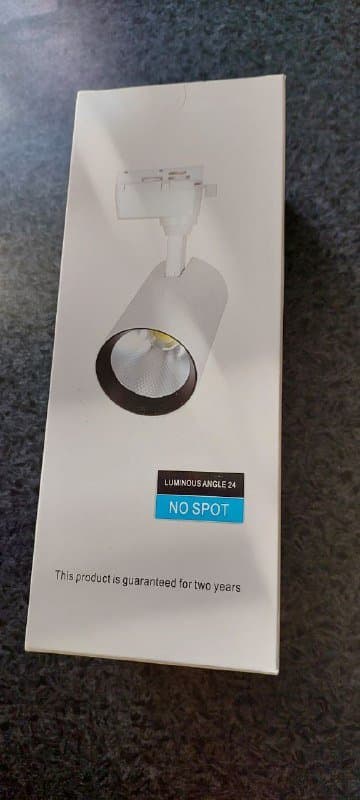 LUMINOUS ANGLE 24
NO SPOT
This product is guaranteed for two years